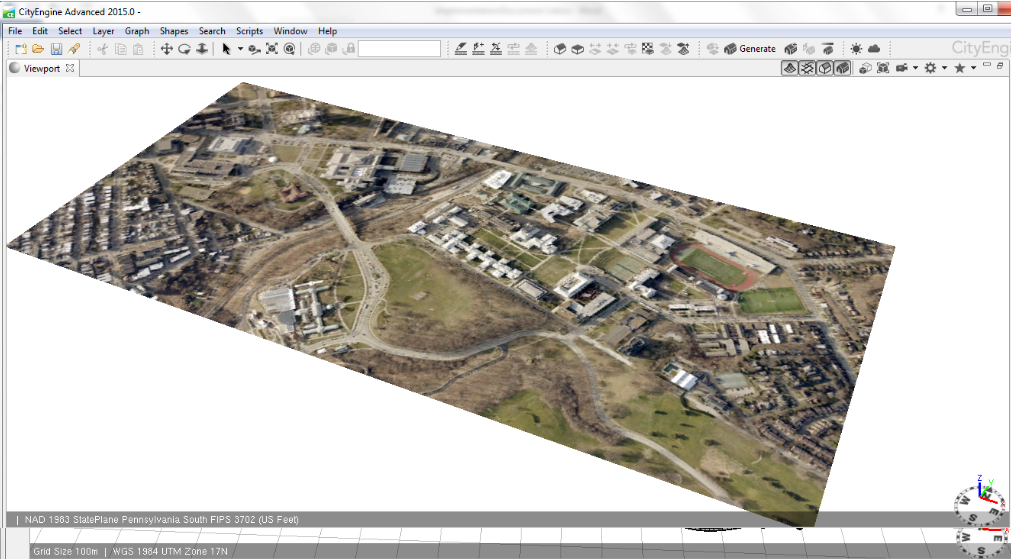 CityEngine Advanced 2015.0 -
File Edit Select Layer Graph Shapes Search Scripts Window Help
Generate
CityEngi
Viewport
Z
Y
N
E
S
W
| NAD 1983 StatePlane Pennsylvania South FIPS 3702 (US Feet)
Grid Size 100m | WGS 1984 UTM Zone 17N
W
S
E